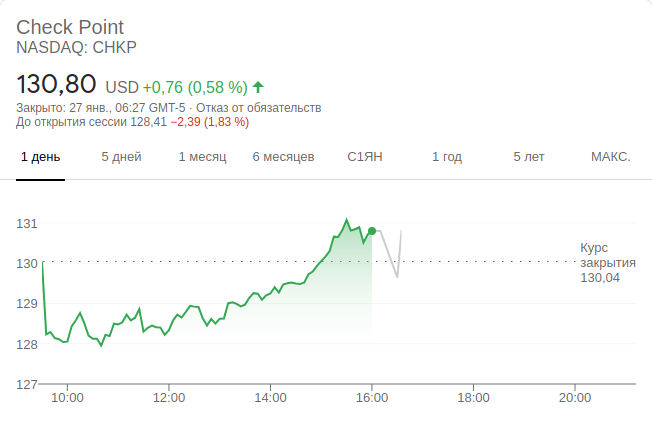 Check Point
NASDAQ: CHKP
130,80 USD +0,76 (0,58 %)
Закрыто: 27 янв., 06:27 GMT-5 · Отказ от обязательств
До открытия сессии 128,41 −2,39 (1,83 %)
1 день 5 дней 1 месяц 6 месяцев С1ЯН 1 год 5 лет МАКС.
131
130
129
128
127
Курс
закрытия
130,04
10:00 12:00 14:00 16:00 18:00 20:00